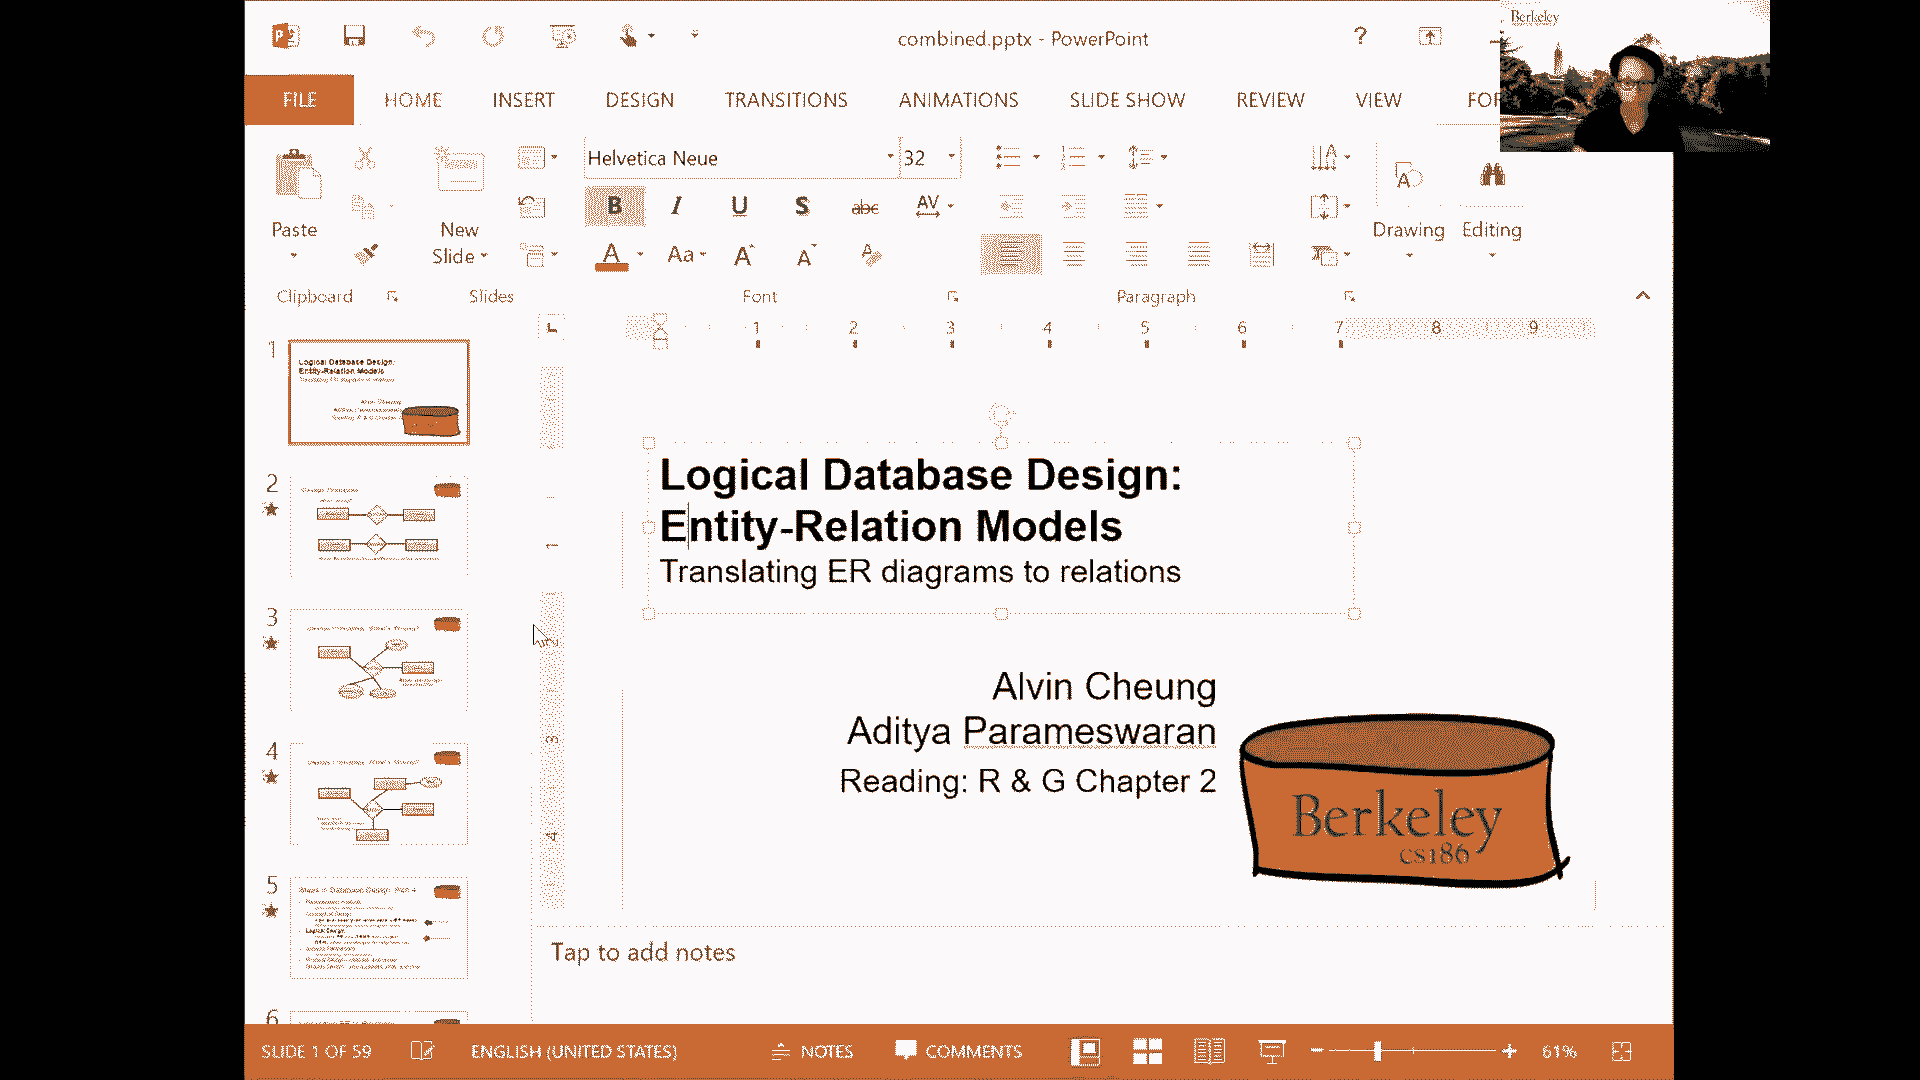 combined.pptx - PowerPoint
?
Berkeley
FILE HOME INSERT DESIGN TRANSITIONS ANIMATIONS SLIDE SHOW REVIEW VIEW FOR
Helvetica Neue 32
B I U S abc AV
Paste New Slide Drawing Editing
A Aa A A
Clipboard Slides Font Paragraph
1 2 3 4 5 6 7 8 9
1
Logical Database Design:
Entity-Relation Models
2
3
4
5
6
1
2
3
4
Logical Database Design:
Entity-Relation Models
Translating ER diagrams to relations
Alvin Cheung
Aditya Parameswaran
Reading: R & G Chapter 2
Berkeley
cs186
Tap to add notes
SLIDE 1 OF 59 ENGLISH (UNITED STATES) NOTES COMMENTS 61%